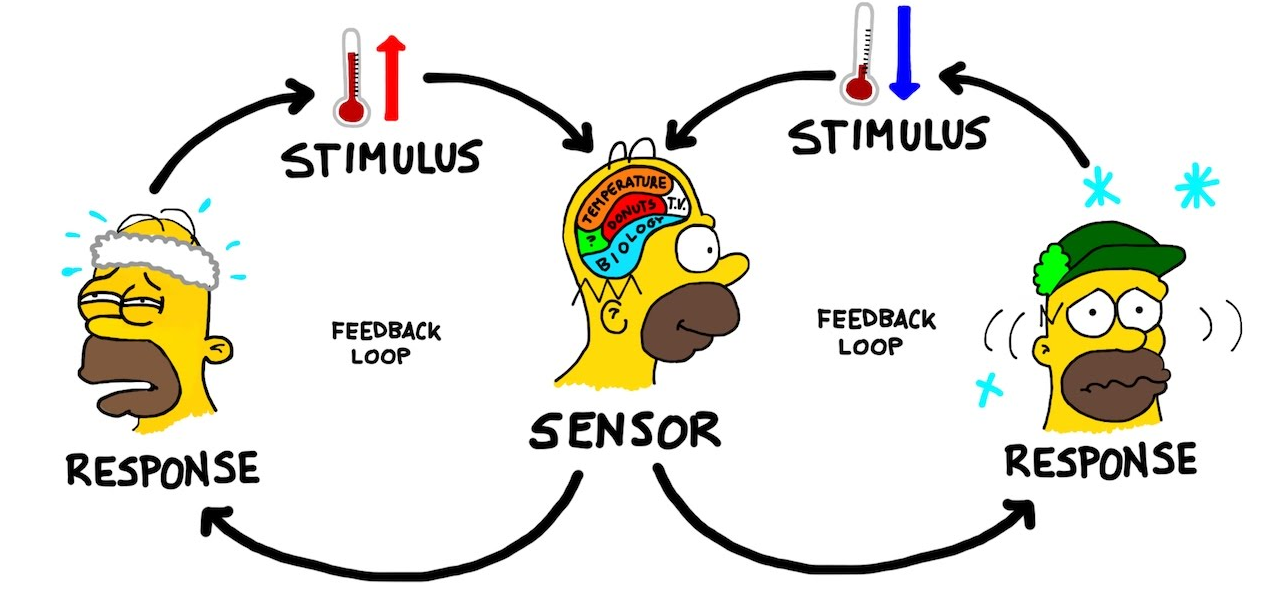 STIMULUS
STIMULUS
TEMPERATURE
DONUTS
T.V.
?
BIOLOGY
FEEDBACK
LOOP
FEEDBACK
LOOP
SENSOR
RESPONSE
RESPONSE